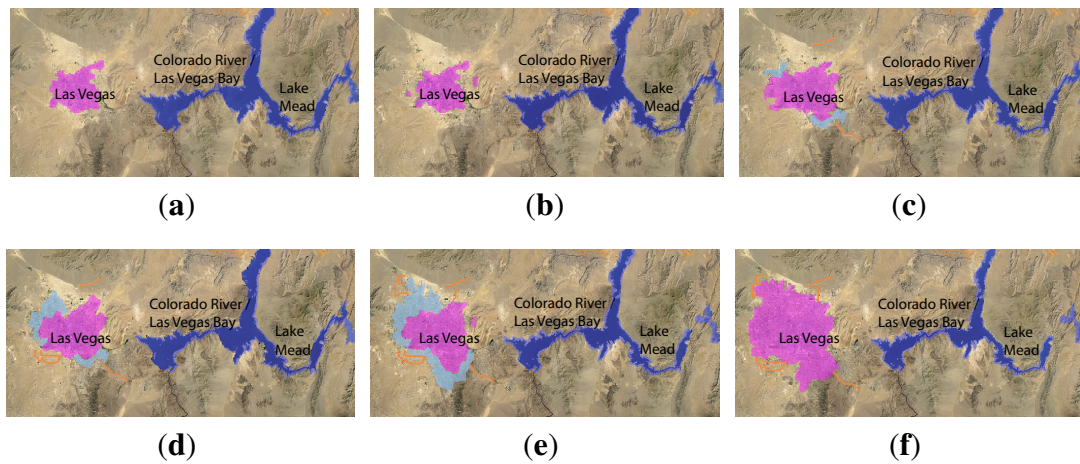 Colorado River /
Las Vegas Bay
Las Vegas
Lake
Mead
(a)
Colorado River /
Las Vegas Bay
Las Vegas
Lake
Mead
(b)
Colorado River /
Las Vegas Bay
Las Vegas
Lake
Mead
(c)
Colorado River /
Las Vegas Bay
Las Vegas
Lake
Mead
(d)
Colorado River /
Las Vegas Bay
Las Vegas
Lake
Mead
(e)
Colorado River /
Las Vegas Bay
Las Vegas
Lake
Mead
(f)